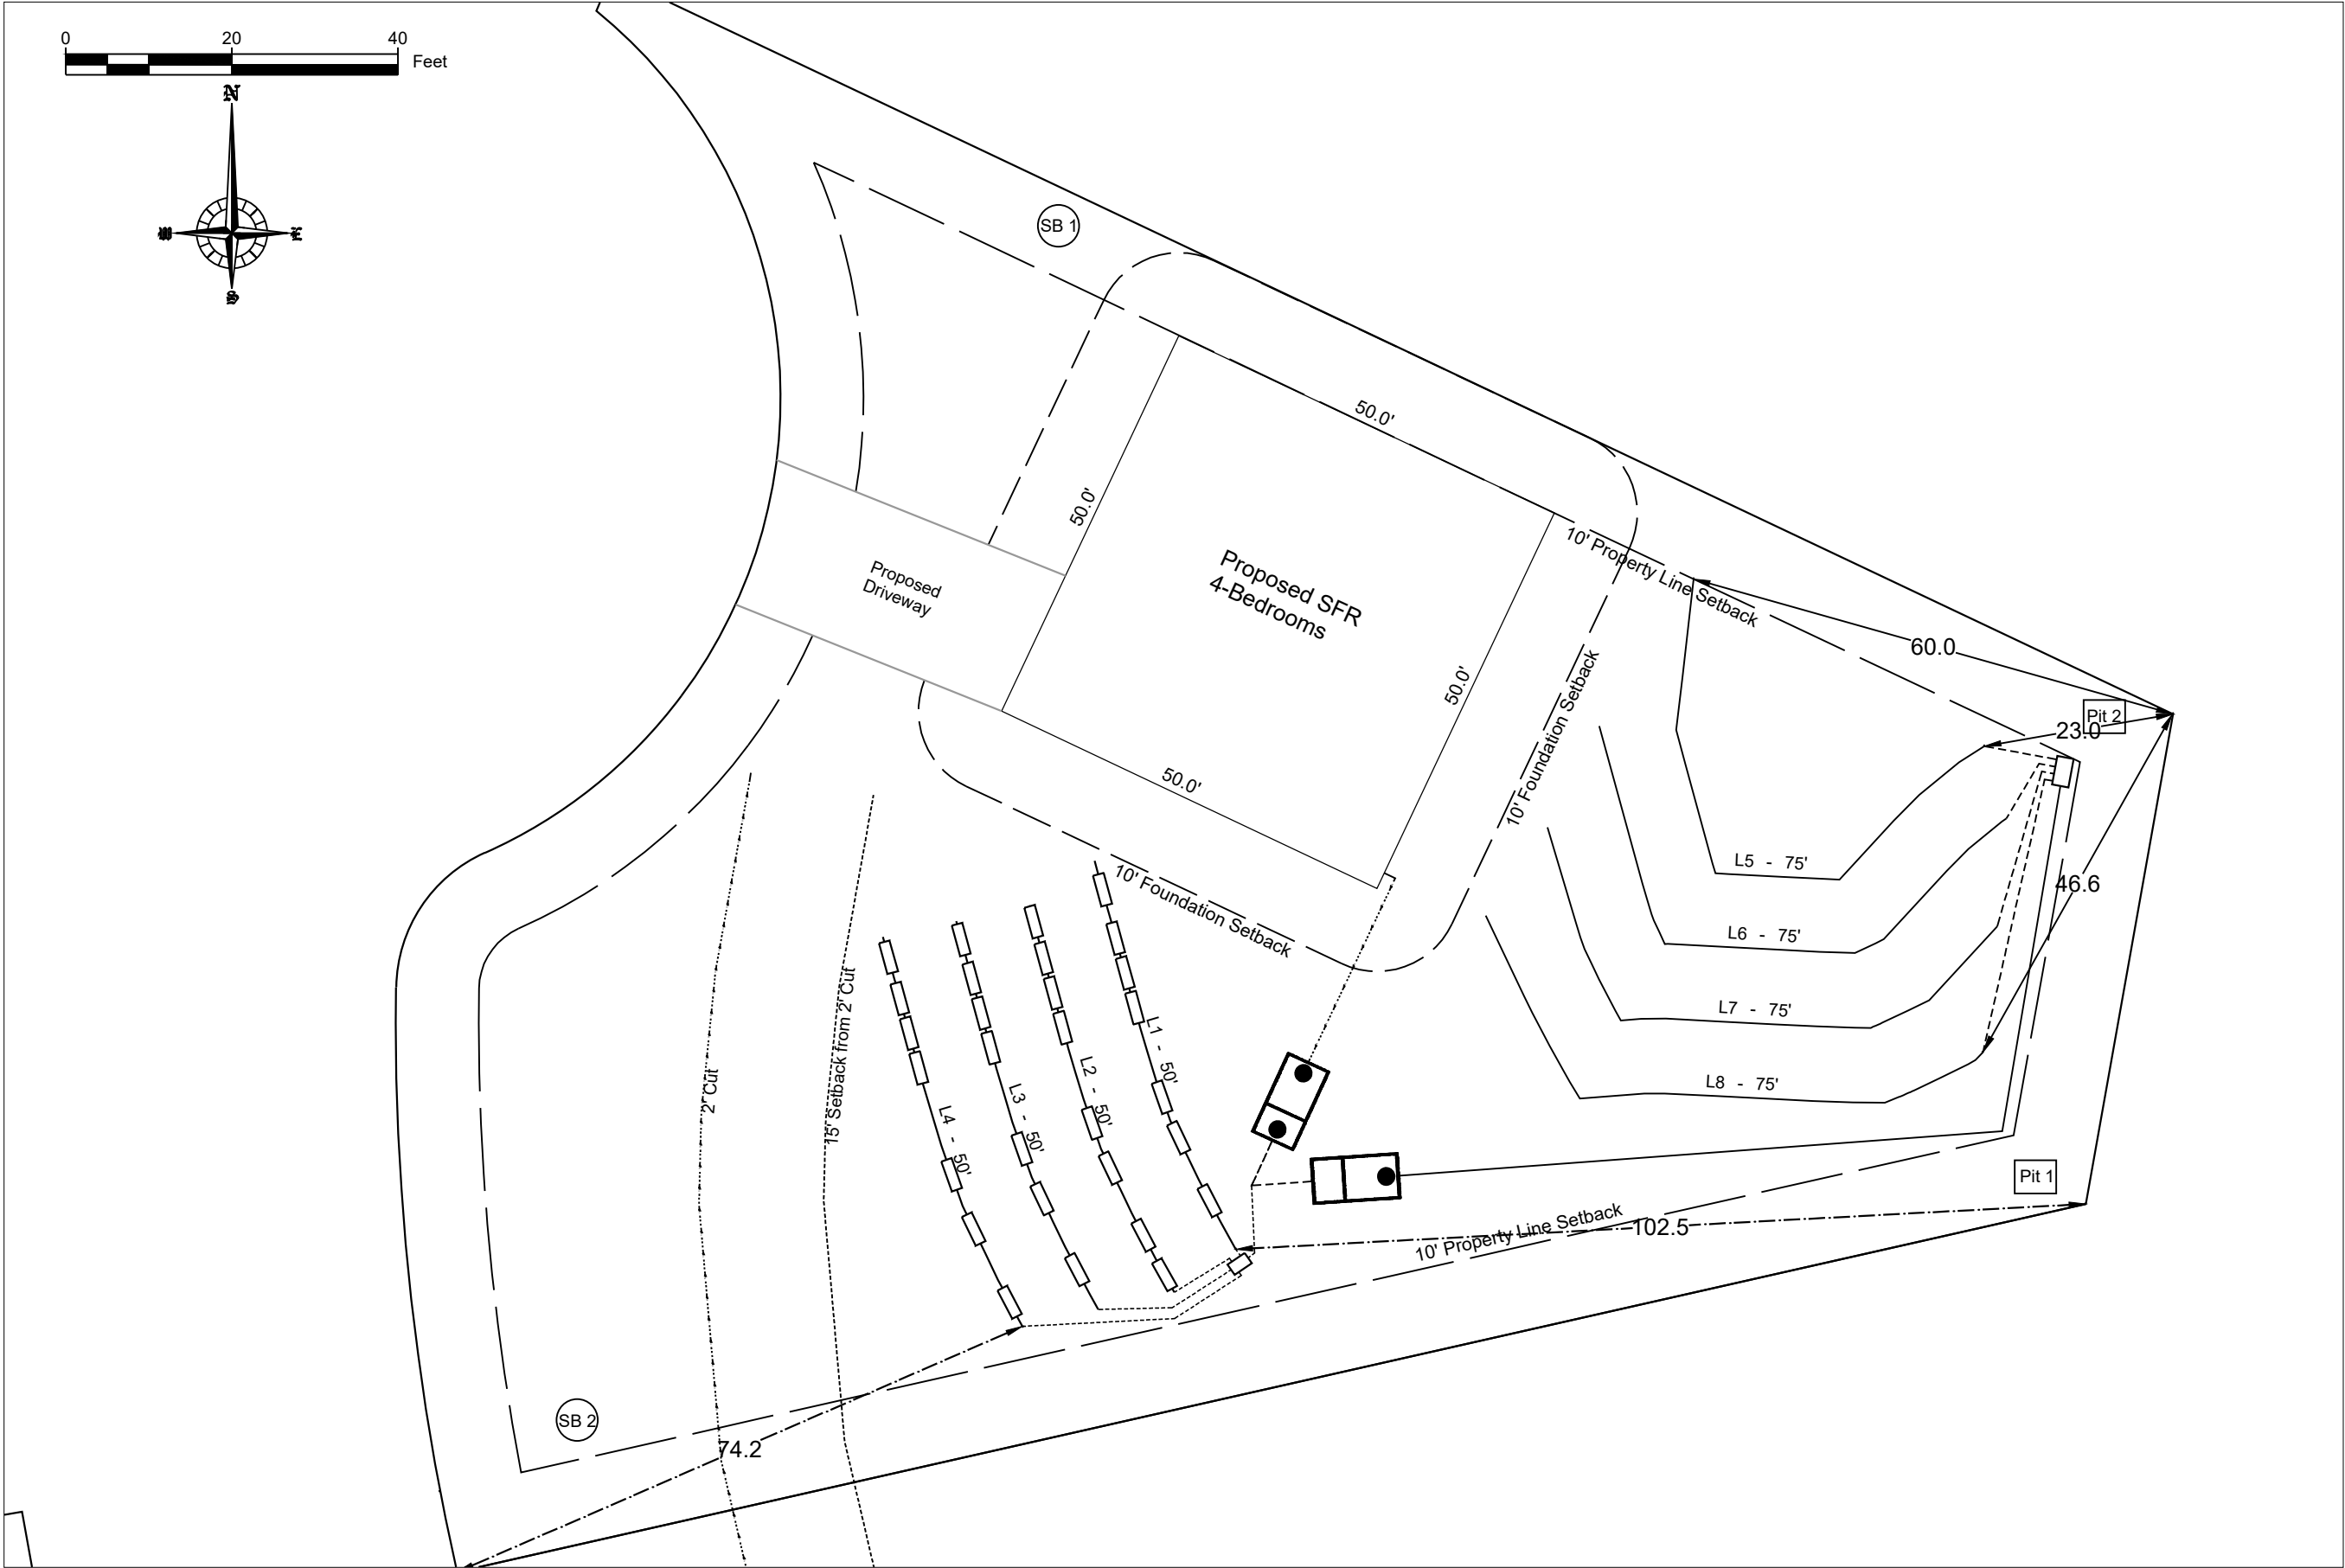 0 20 40
Feet
N
W E
S
SB 1
50.0'
50.0'
10' Property Line Setback
Proposed SFR
4-Bedrooms
Proposed
Driveway
60.0
50.0'
10' Foundation Setback
Pit 2
23.0
50.0'
L5 - 75'
46.6
10' Foundation Setback
L6 - 75'
L7 - 75'
15' Setback from 2' Cut
2' Cut
L1 - 50'
L2 - 50'
L3 - 50'
L4 - 50'
L8 - 75'
Pit 1
10' Property Line Setback
102.5
SB 2
74.2